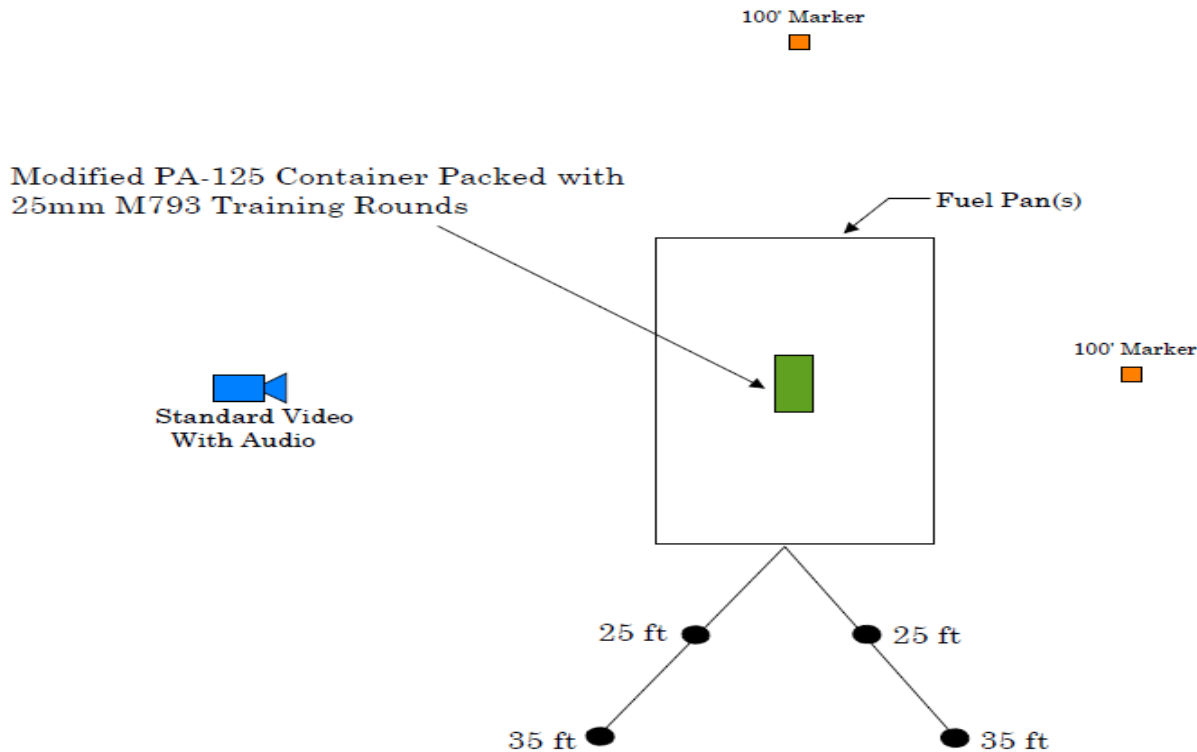 100' Marker
Modified PA-125 Container Packed with
25mm M793 Training Rounds
Fuel Pan(s)
100' Marker
Standard Video
With Audio
25 ft
25 ft
35 ft
35 ft